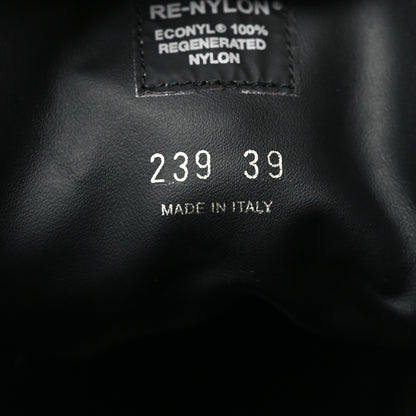 RE-NYLON®
ECONYL® 100%
REGENERATED
NYLON
239 39
MADE IN ITALY